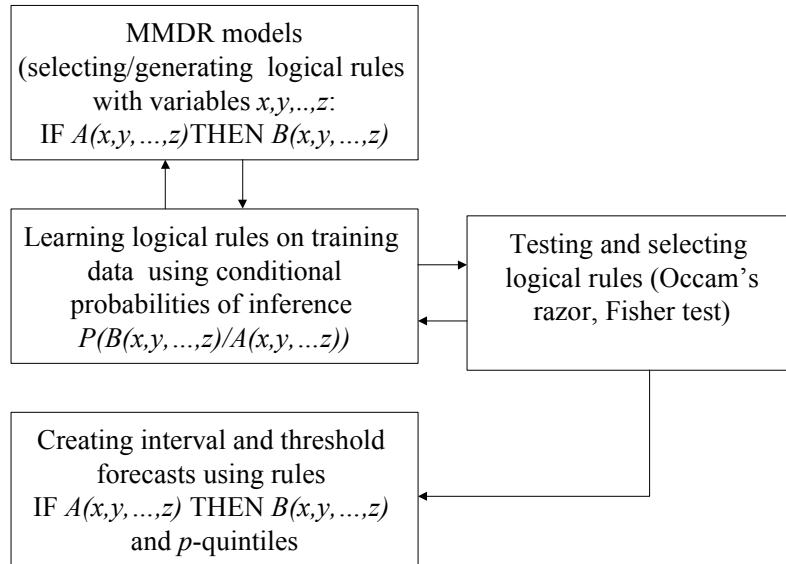 MMDR models
(selecting/generating logical rules
with variables x,y,..,z:
IF A(x,y,…,z)THEN B(x,y,…,z)
Learning logical rules on training
data using conditional
probabilities of inference
P(B(x,y,…,z)/A(x,y,…z))
Testing and selecting
logical rules (Occam’s
razor, Fisher test)
Creating interval and threshold
forecasts using rules
IF A(x,y,…,z) THEN B(x,y,…,z)
and p-quintiles